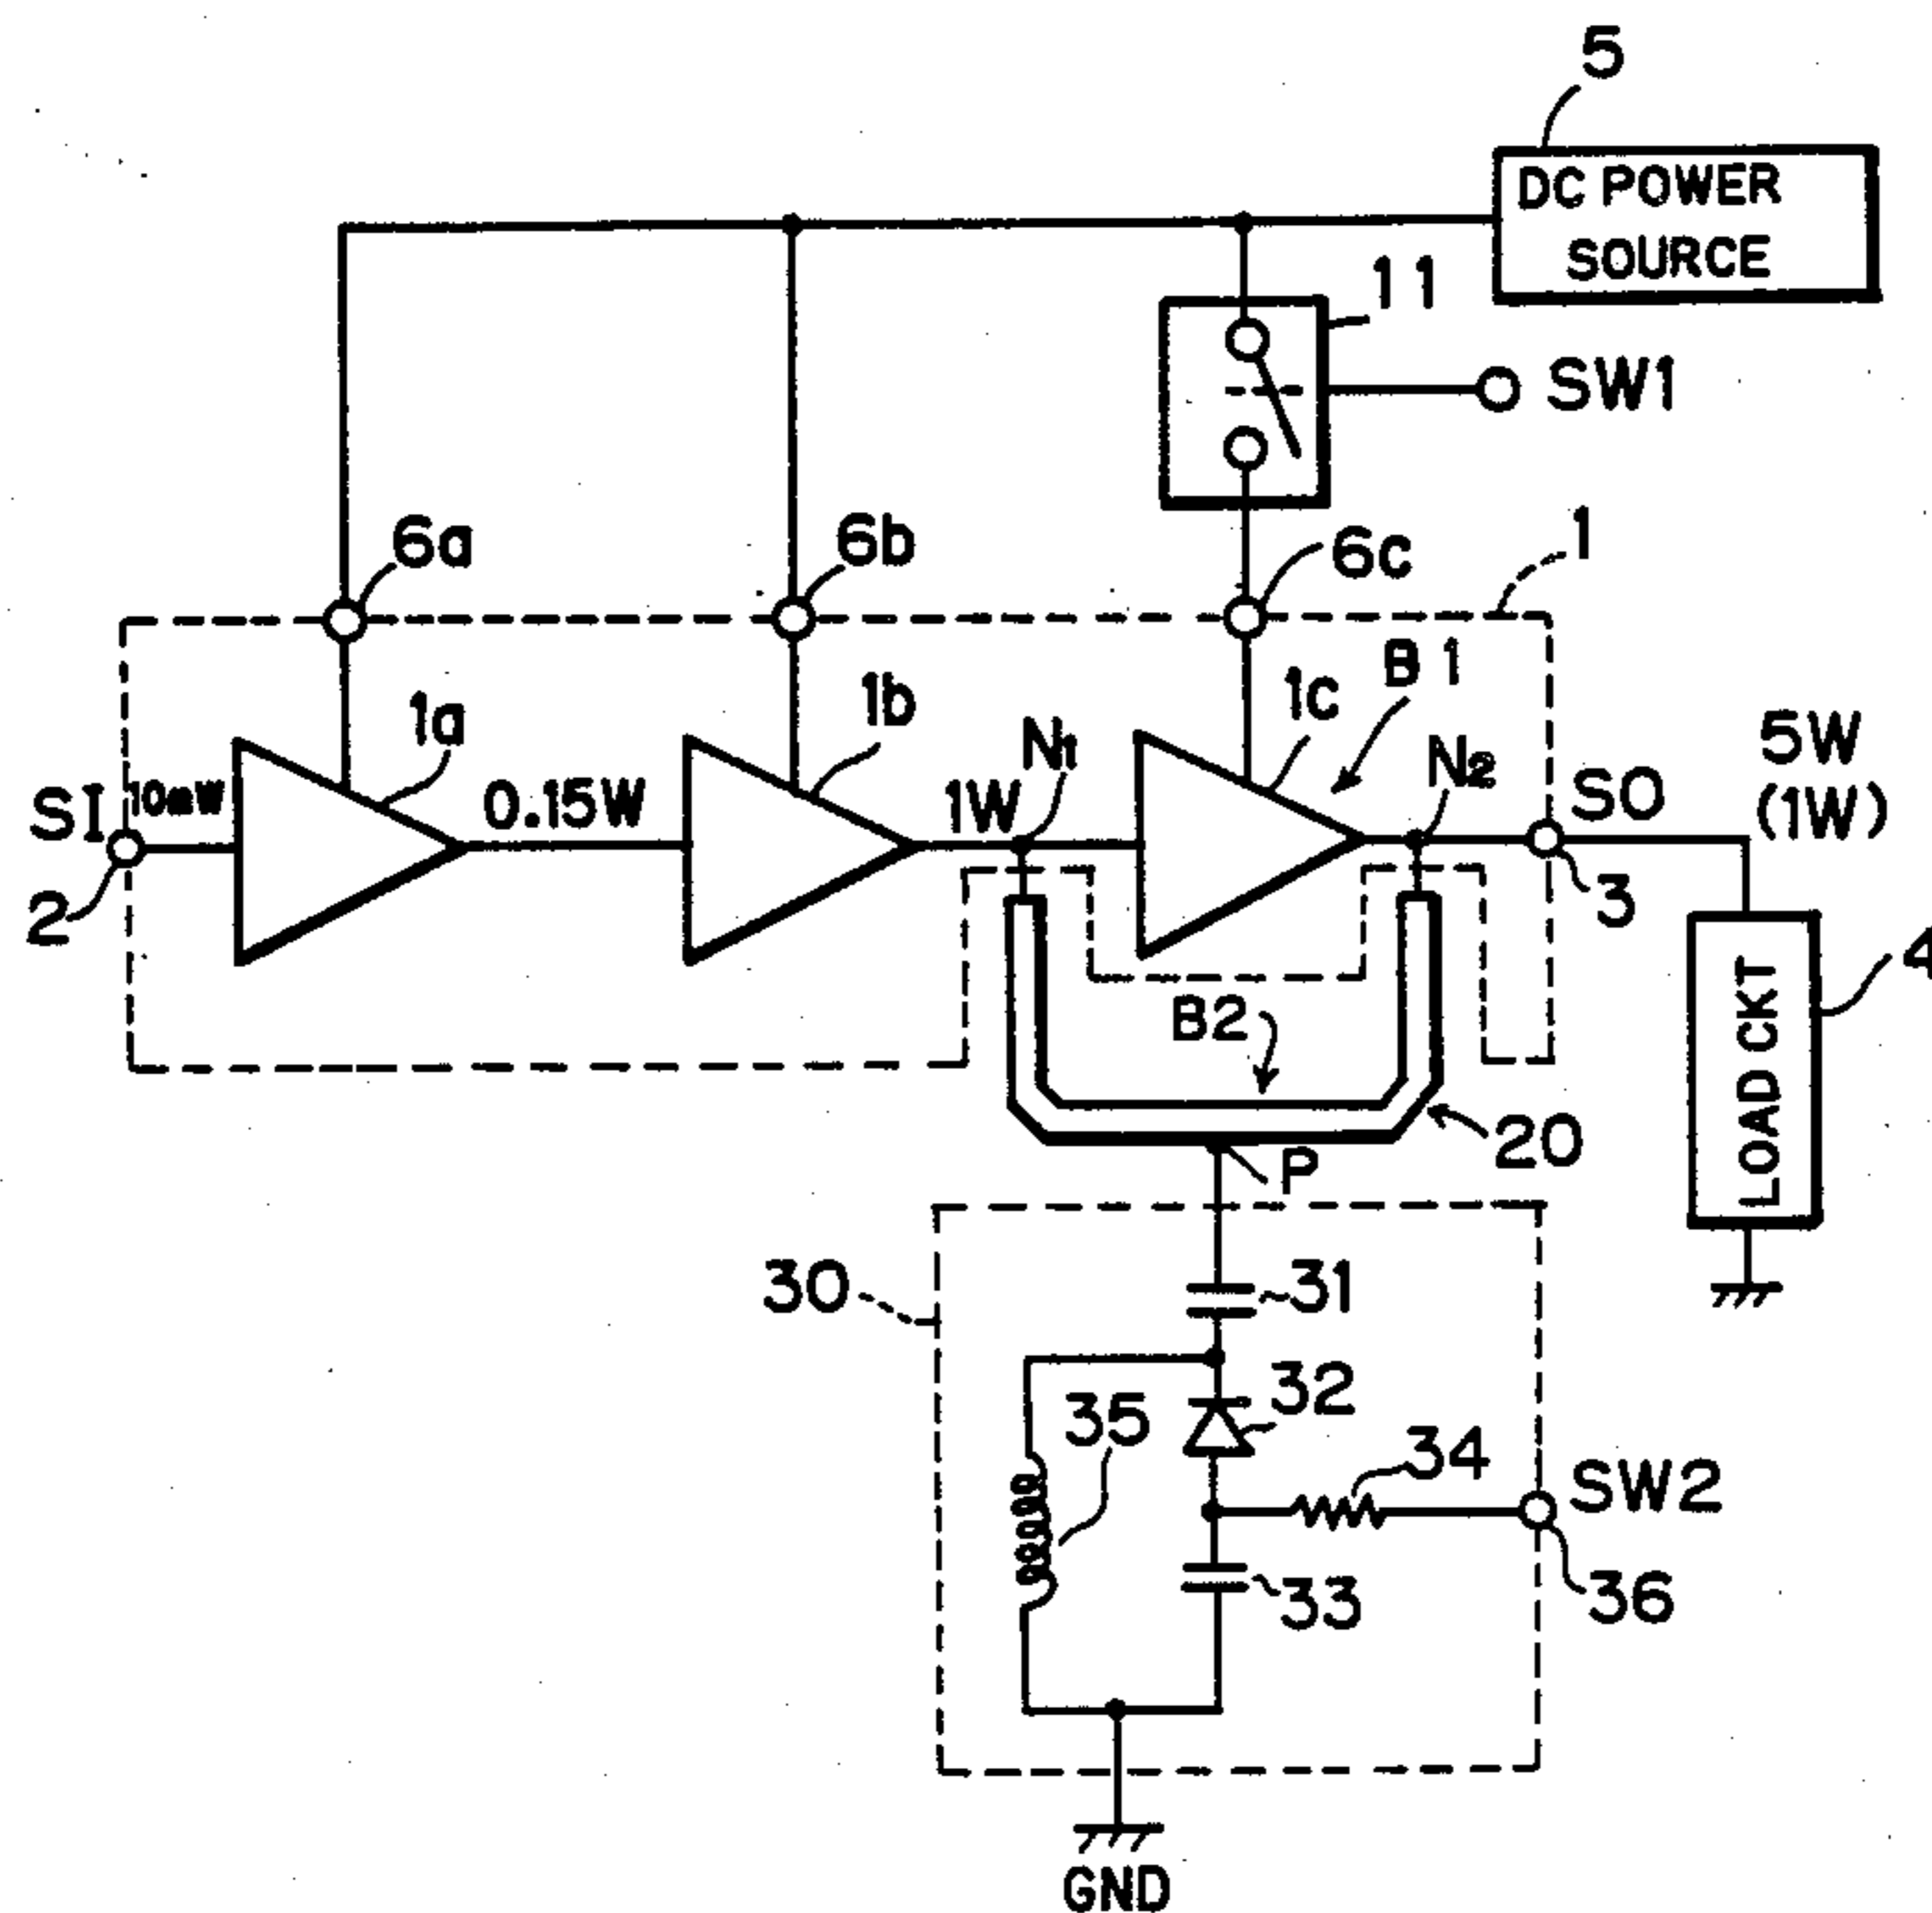 5
DC POWER
SOURCE
11
SW1
6a
6b
6c
1
1a
1b
N1
1c
B1
N2
5W
(1W)
SI
10mW
0.15W
1W
SO
2
3
4
LOAD CKT
B2
20
P
30
31
32
35
34
SW2
33
36
GND